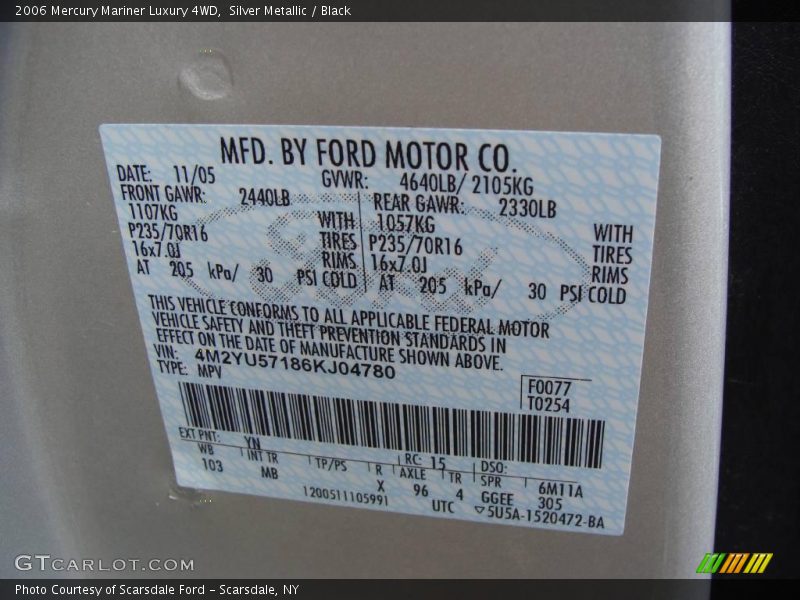 2006 Mercury Mariner Luxury 4WD,  Silver Metallic / Black
MFD. BY FORD MOTOR CO.
DATE: 11/05 GVWR: 4640LB/ 2105KG
FRONT GAWR: 2440LB REAR GAWR: 2330LB
1107KG WITH 1057KG WITH
P235/70R16 TIRES P235/70R16 TIRES
16x7.0J RIMS 16x7.0J RIMS
AT 205 kPa/ 30 PSI COLD AT 205 kPa/ 30 PSI COLD
Ford
THIS VEHICLE CONFORMS TO ALL APPLICABLE FEDERAL MOTOR
VEHICLE SAFETY AND THEFT PREVENTION STANDARDS IN
EFFECT ON THE DATE OF MANUFACTURE SHOWN ABOVE.
VIN: 4M2YU57186KJ04780
TYPE: MPV
F0077
T0254
EXT PNT: YN RC: 15 DSO:
WB INT TR TP/PS R AXLE TR SPR 6M11A
103 MB X 96 4 GGEE 305
1200511105991 UTC ▽5U5A-1520472-BA
GTCARLOT.COM
Photo Courtesy of Scarsdale Ford - Scarsdale, NY